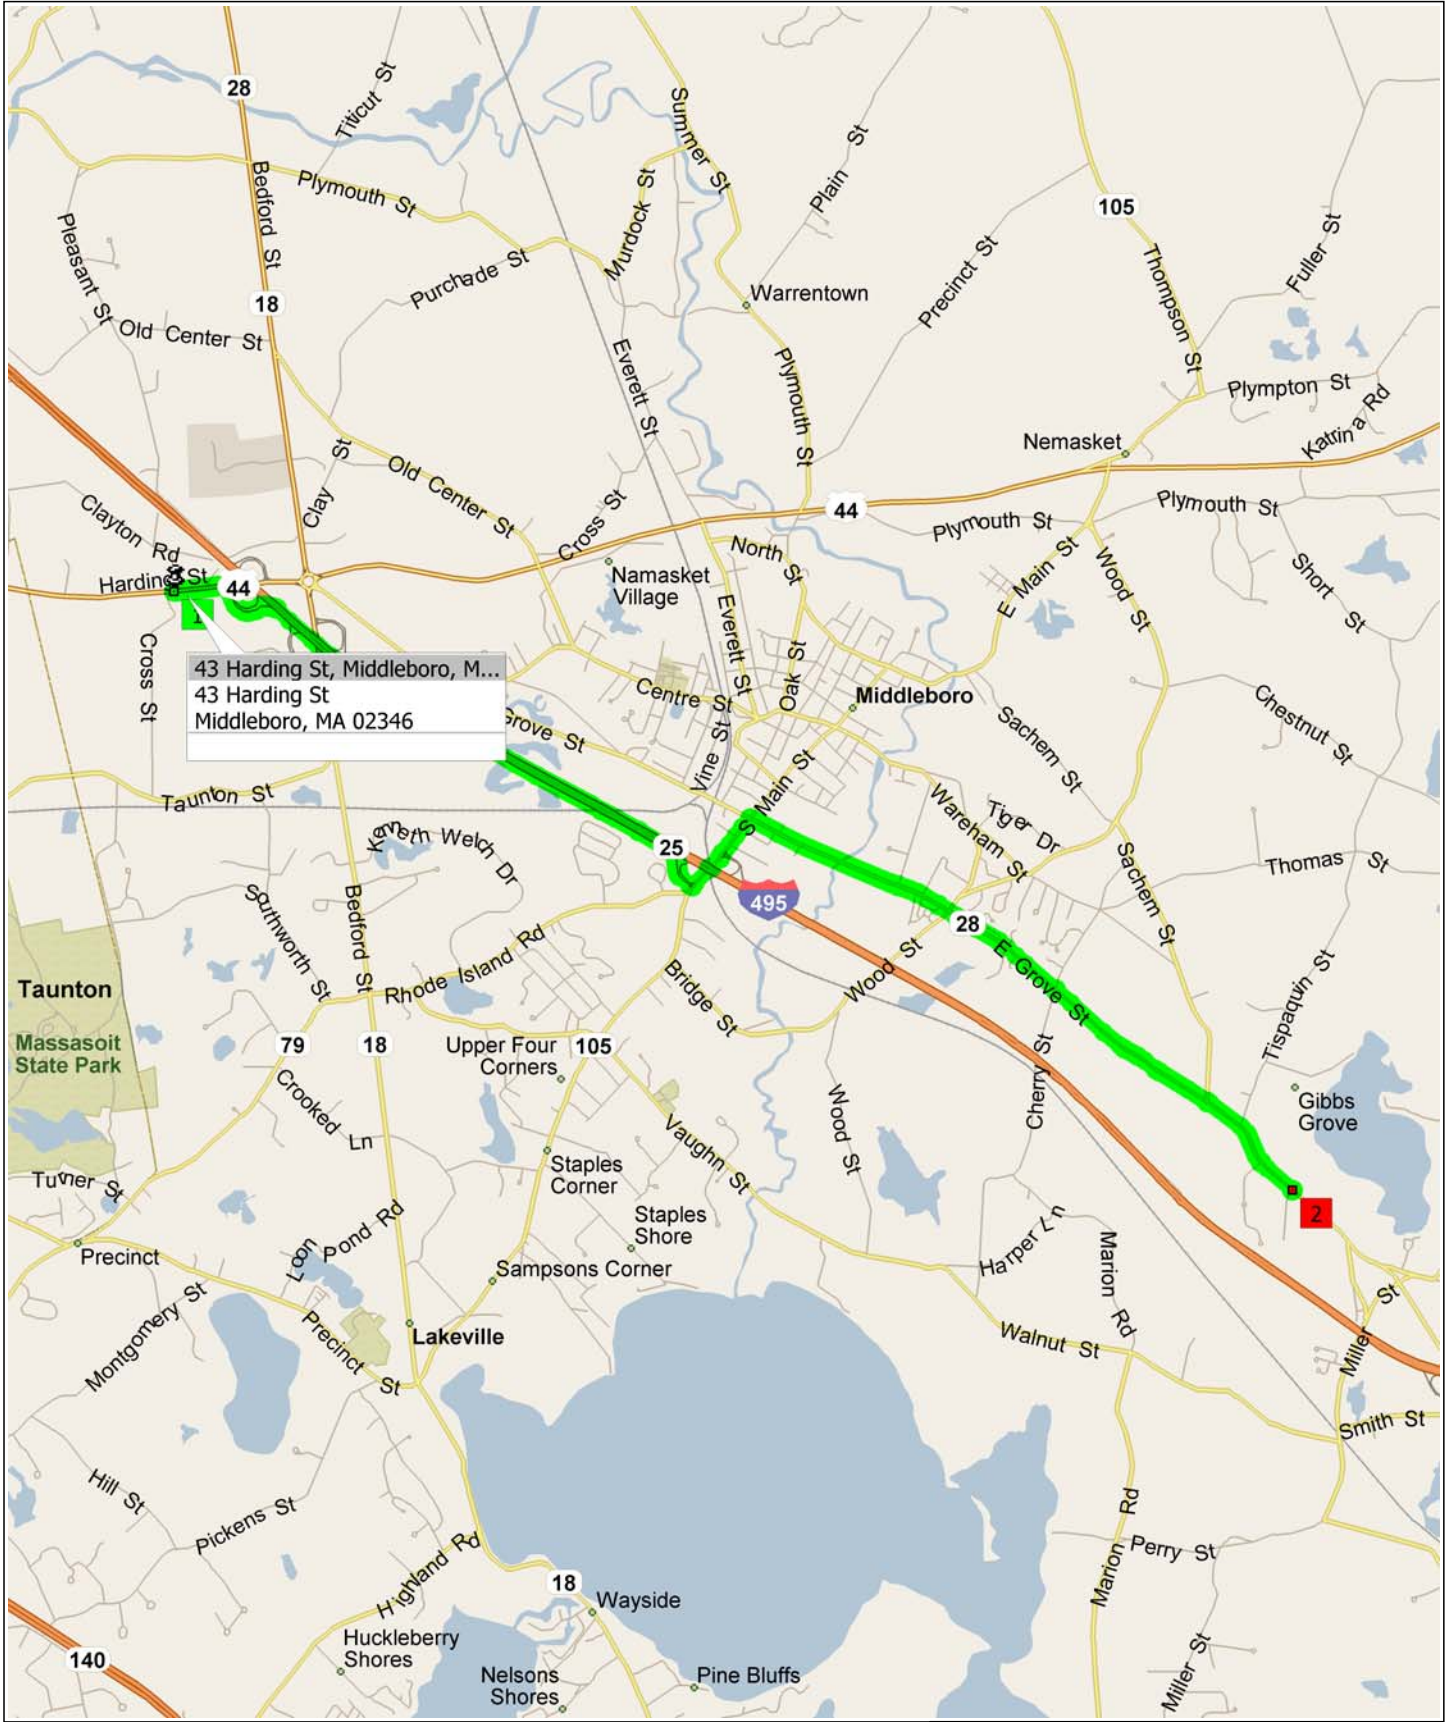 28
Titicut St
Summer St
Plain St
Bedford St
Plymouth St
Murdock St
105
Pleasant St
Fuller St
Purchade St
Precinct St
Thompson St
18
Warrentown
Old Center St
Everett St
Plymouth St
Plympton St
Katrina Rd
Nemasket
Clay St
Old Center St
Cross St
44
Plymouth St
Plymouth St
Clayton Rd
North St
E Main St
Wood St
Short St
Harding St
44
Namasket
Village
1
Everett St
Cross St
43 Harding St, Middleboro, M...
43 Harding St
Middleboro, MA 02346
Centre St
Oak St
Middleboro
Grove St
Vine St
Sachem St
Chestnut St
Taunton St
S Main St
Wareham St
Tiger Dr
Kenneth Welch Dr
25
Thomas St
Sachem St
495
28
Southworth St
Bedford St
Rhode Island Rd
Bridge St
Wood St
E Grove St
Tispaquin St
Taunton
Massasoit
State Park
79
18
Upper Four
Corners
105
Cherry St
Gibbs
Grove
Crooked Ln
Wood St
Vaughn St
Staples
Corner
Turner St
2
Staples
Shore
Loon Pond Rd
Harper Ln
Marion Rd
Precinct
Sampsons Corner
Montgomery St
Precinct St
Lakeville
Walnut St
Miller St
Smith St
Hill St
Pickens St
Marion Rd
Perry St
Highland Rd
18
Wayside
Huckleberry
Shores
140
Nelsons
Shores
Pine Bluffs
Miller St